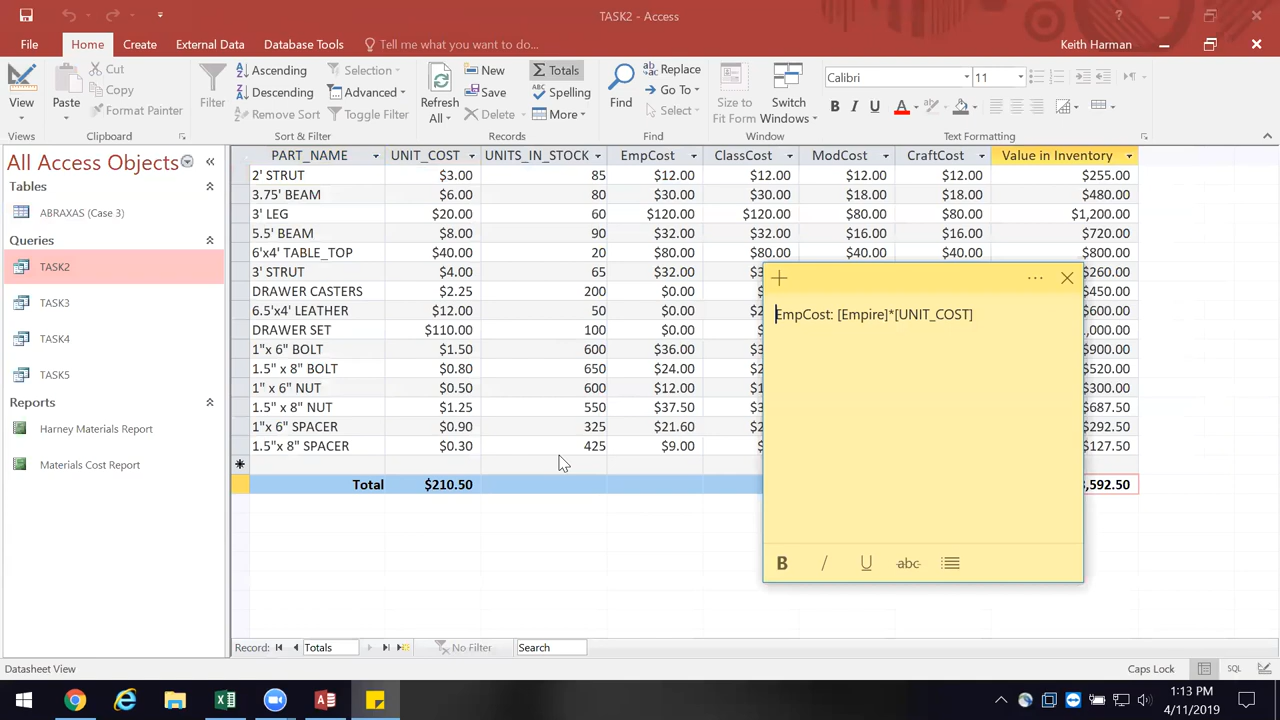 TASK2 - Access
Keith Harman
File Home Create External Data Database Tools Tell me what you want to do...
View
Views
Paste
Cut
Copy
Format Painter
Clipboard
Filter
Ascending
Descending
Remove Sort
Selection
Advanced
Toggle Filter
Sort & Filter
Refresh
All
New
Save
Delete
Totals
Spelling
More
Records
Find
Replace
Go To
Select
Find
Size to
Fit Form
Switch
Windows
Window
Calibri 11
B I U A
Text Formatting
All Access Objects
Tables
ABRAXAS (Case 3)
Queries
TASK2
TASK3
TASK4
TASK5
Reports
Harney Materials Report
Materials Cost Report
PART_NAME UNIT_COST UNITS_IN_STOCK EmpCost ClassCost ModCost CraftCost Value in Inventory
2' STRUT $3.00 85 $12.00 $12.00 $12.00 $12.00 $255.00
3.75' BEAM $6.00 80 $30.00 $30.00 $18.00 $18.00 $480.00
3' LEG $20.00 60 $120.00 $120.00 $80.00 $80.00 $1,200.00
5.5' BEAM $8.00 90 $32.00 $32.00 $16.00 $16.00 $720.00
6'x4' TABLE_TOP $40.00 20 $80.00 $80.00 $40.00 $40.00 $800.00
3' STRUT $4.00 65 $32.00 $260.00
DRAWER CASTERS $2.25 200 $0.00 $450.00
6.5'x4' LEATHER $12.00 50 $0.00 $600.00
DRAWER SET $110.00 100 $0.00 ,000.00
1"x 6" BOLT $1.50 600 $36.00 $900.00
1.5" x 8" BOLT $0.80 650 $24.00 $520.00
1" x 6" NUT $0.50 600 $12.00 $300.00
1.5" x 8" NUT $1.25 550 $37.50 $687.50
1"x 6" SPACER $0.90 325 $21.60 $292.50
1.5"x 8" SPACER $0.30 425 $9.00 $127.50
Total $210.50 ,592.50
EmpCost: [Empire]*[UNIT_COST]
B / U abc
Record: Totals No Filter Search
Datasheet View Caps Lock SQL
1:13 PM
4/11/2019